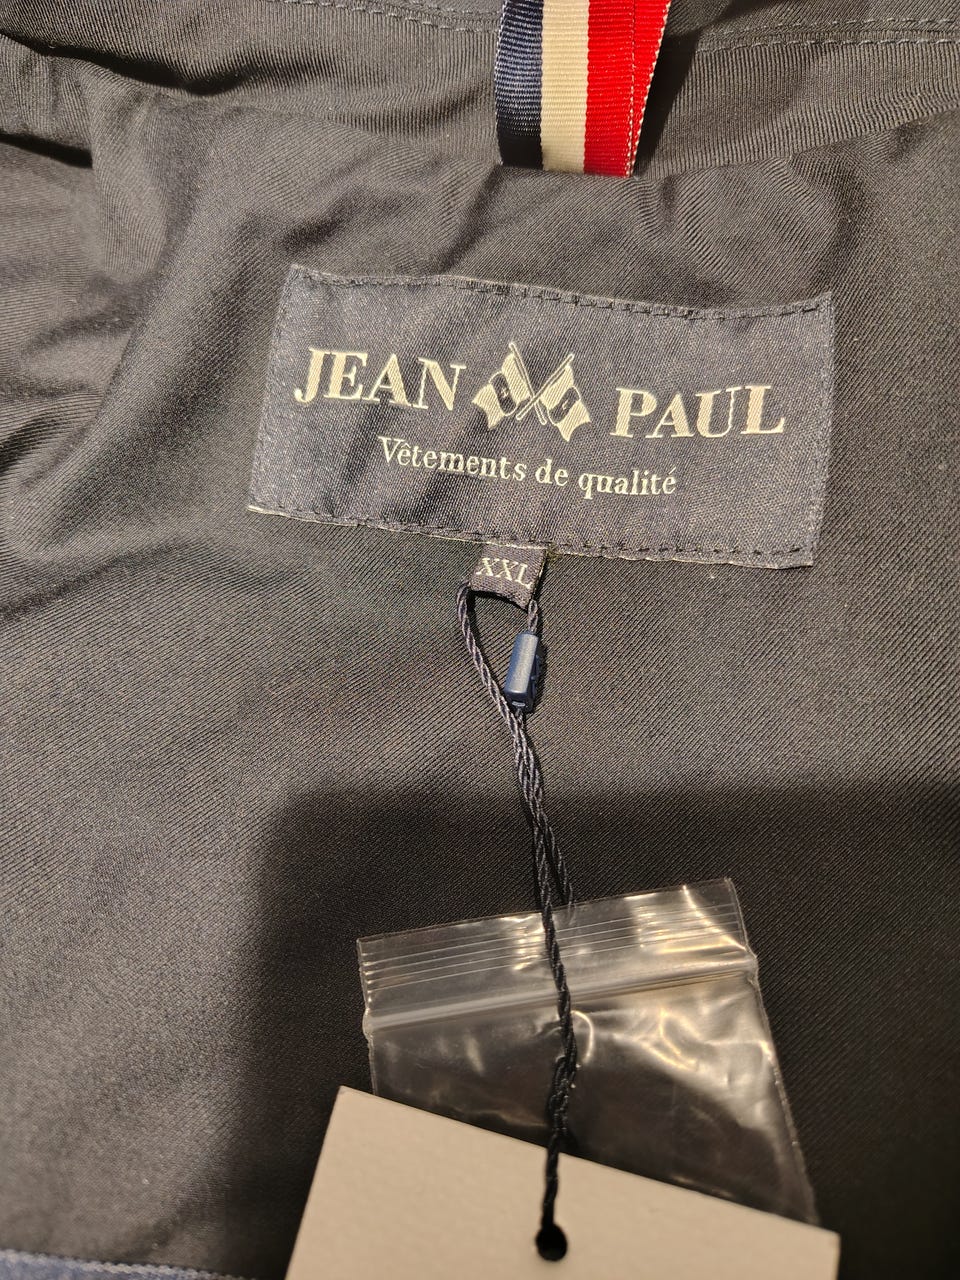 JEAN PAUL
Vêtements de qualité
XXL